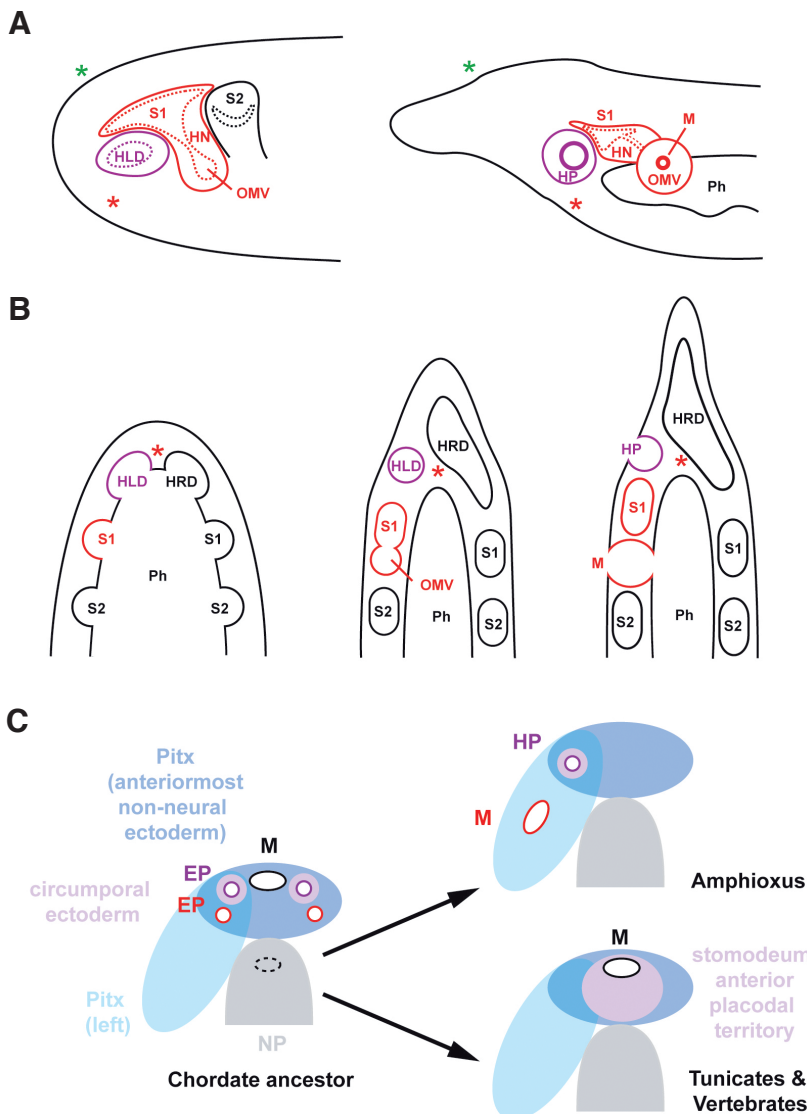 A
*
S1
S2
HN
HLD
OMV
*
*
S1
M
HN
HP
OMV
Ph
*
B
*
HLD
HRD
S1
S1
Ph
S2
S2
HRD
HLD
*
S1
S1
OMV
S2
S2
Ph
HRD
HP
*
S1
S1
M
S2
S2
Ph
C
Pitx
(anteriormost
non-neural
ectoderm)
M
EP
circumporal
ectoderm
EP
Pitx
(left)
NP
Chordate ancestor
HP
M
Amphioxus
M
stomodeum
anterior
placodal
territory
Tunicates &
Vertebrates